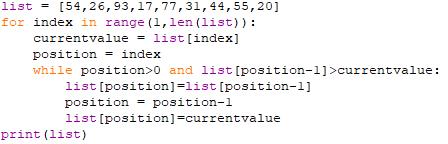 list = [54,26,93,17,77,31,44,55,20]
for index in range(1,len(list)):
    currentvalue = list[index]
    position = index
    while position>0 and list[position-1]>currentvalue:
        list[position]=list[position-1]
        position = position-1
        list[position]=currentvalue
print(list)